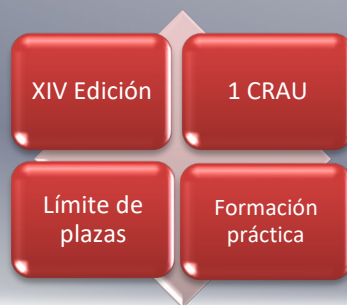 XIV Edición
1 CRAU
Límite de
plazas
Formación
práctica